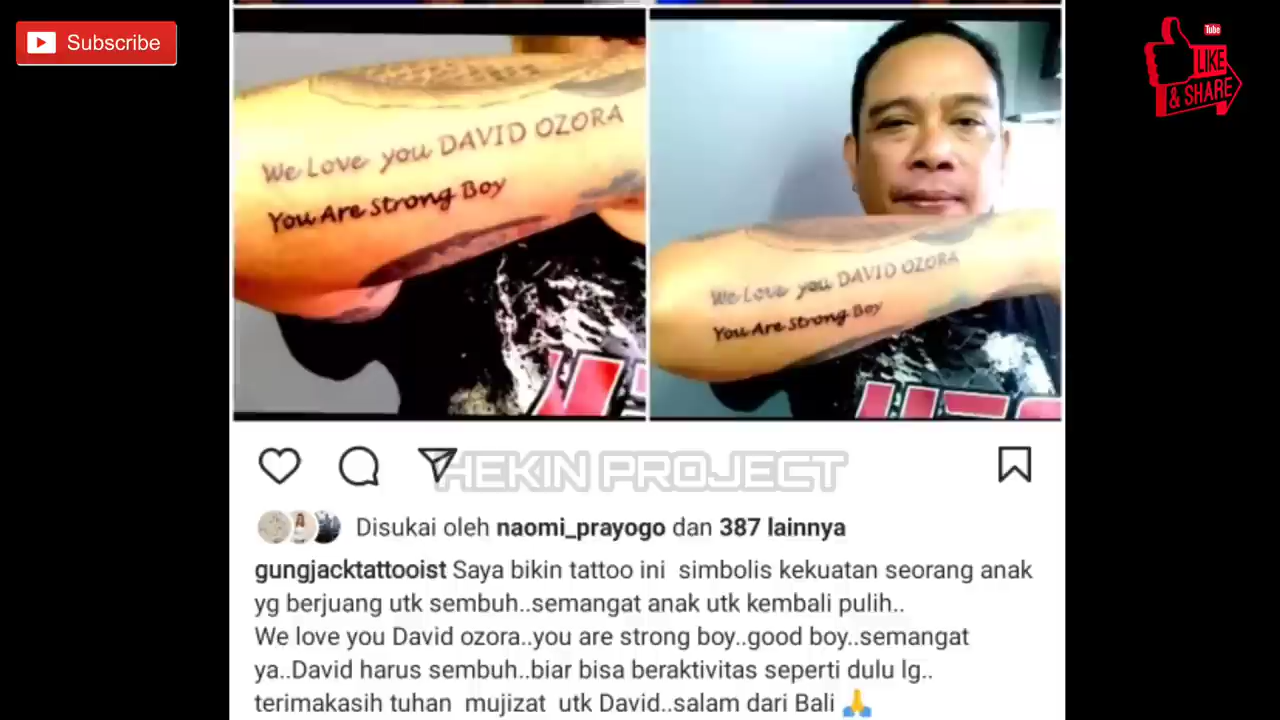 Subscribe
Tube
LIKE
& SHARE
We Love you DAVID OZORA
You Are Strong Boy
We Love you DAVID OZORA
You Are Strong Boy
HEKIN PROJECT
Disukai oleh naomi_prayogo dan 387 lainnya
gungjacktattooist Saya bikin tattoo ini simbolis kekuatan seorang anak
yg berjuang utk sembuh..semangat anak utk kembali pulih..
We love you David ozora..you are strong boy..good boy..semangat
ya..David harus sembuh..biar bisa beraktivitas seperti dulu lg..
terimakasih tuhan mujizat utk David..salam dari Bali 🙏